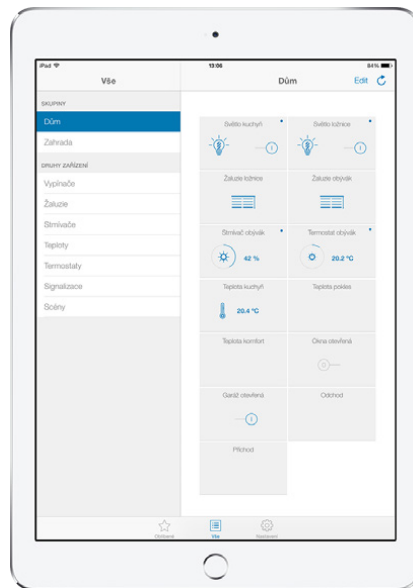 iPad
13:06
84%
Vše
Dům
Edit
SKUPINY
Dům
Zahrada
DRUHY ZAŘÍZENÍ
Vypínače
Žaluzie
Stmívače
Teploty
Termostaty
Signalizace
Scény
Světlo kuchyň
Světlo ložnice
Žaluzie ložnice
Žaluzie obývák
Stmívač obývák
Termostat obývák
42 %
20.2 °C
Teplota kuchyň
Teplota pokles
20.4 °C
Teplota komfort
Okna otevřená
Garáž otevřená
Odchod
Příchod
Oblíbené
Vše
Nastavení